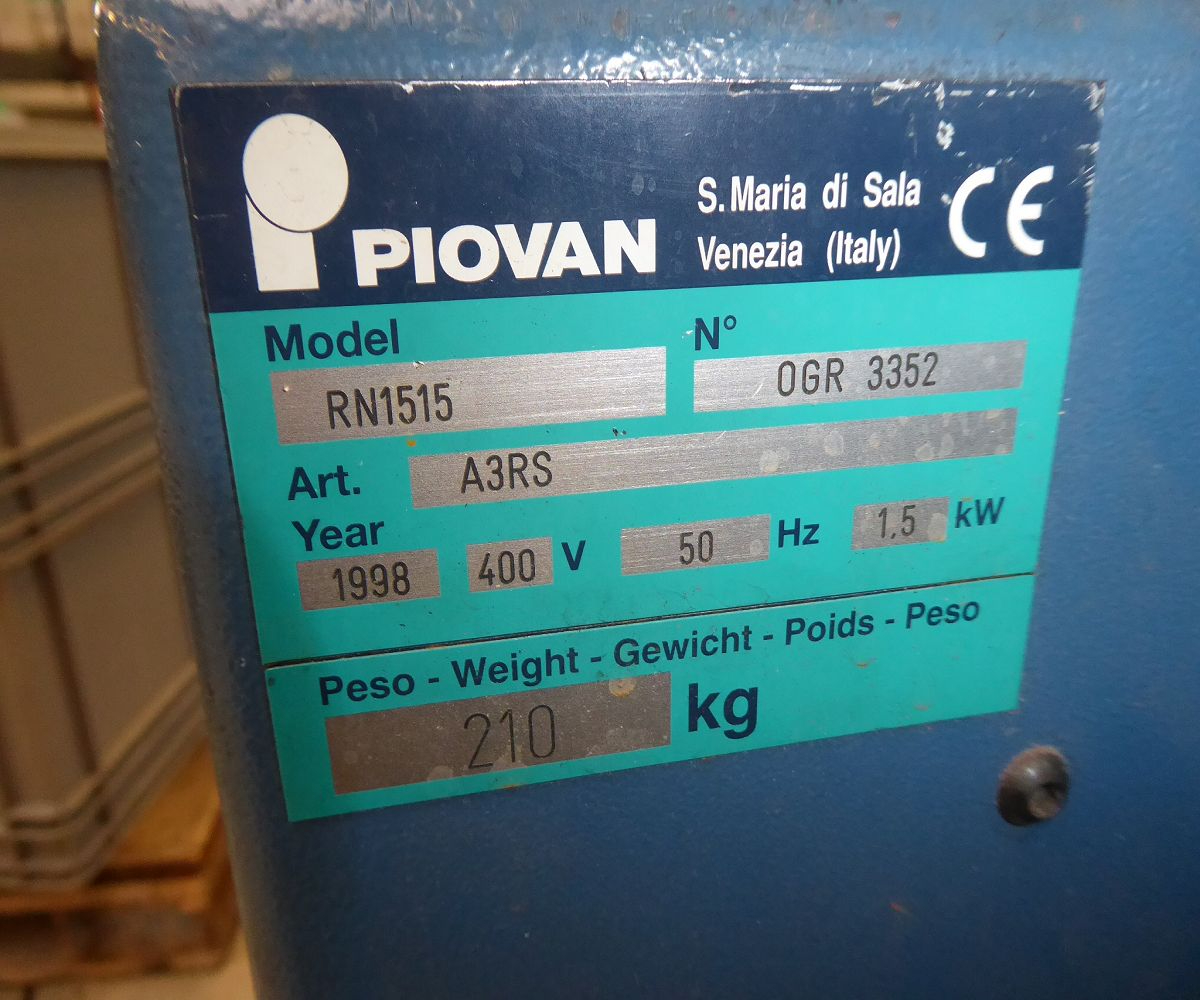 PIOVAN
S. Maria di Sala
Venezia (Italy)
CE
Model
N°
RN1515
OGR 3352
Art. A3RS
Year
1998 400 V 50 Hz 1,5 kW
Peso - Weight - Gewicht - Poids - Peso
210 kg